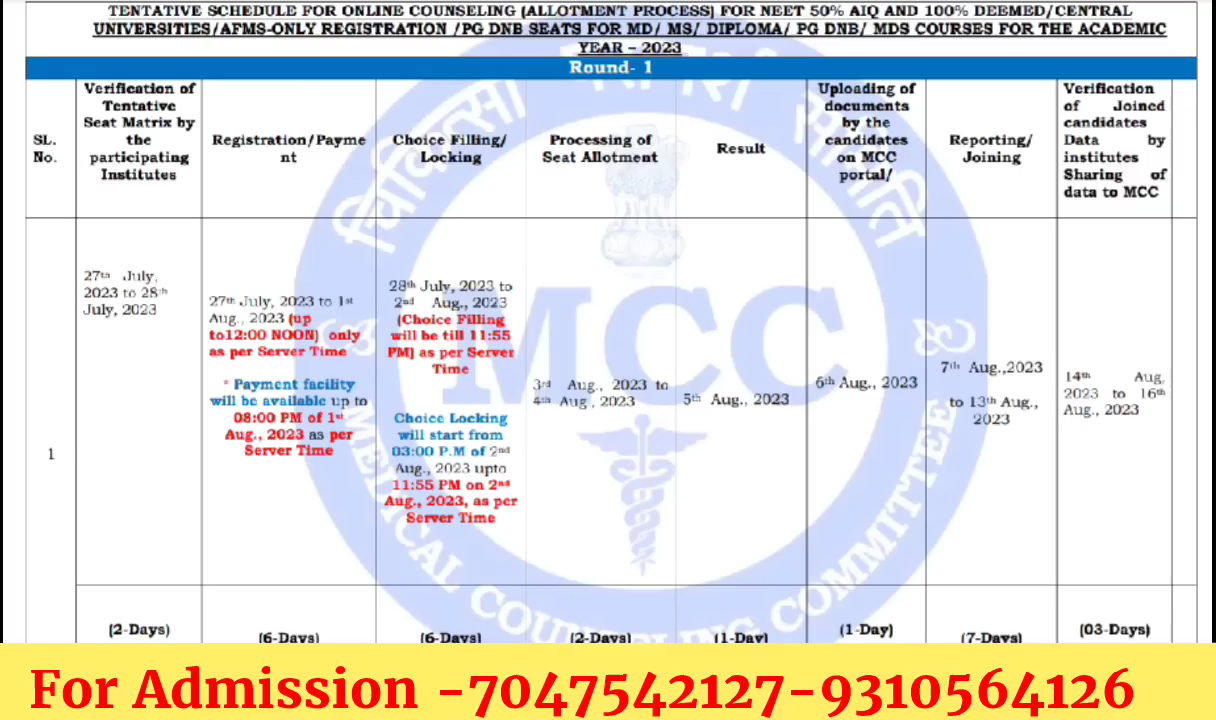 TENTATIVE SCHEDULE FOR ONLINE COUNSELING (ALLOTMENT PROCESS) FOR NEET 50% AIQ AND 100% DEEMED/CENTRAL
UNIVERSITIES/AFMS-ONLY REGISTRATION /PG DNB SEATS FOR MD/ MS/ DIPLOMA/ PG DNB/ MDS COURSES FOR THE ACADEMIC
YEAR – 2023
Round- 1
SL.
No.
Verification of
Tentative
Seat Matrix by
the
participating
Institutes
Registration/Payme
nt
Choice Filling/
Locking
Processing of
Seat Allotment
Result
Uploading of
documents
by the
candidates
on MCC
portal/
Reporting/
Joining
Verification
of Joined
candidates
Data by
institutes
Sharing of
data to MCC
1
27th July,
2023 to 28th
July, 2023
27th July, 2023 to 1st
Aug., 2023 (up
to12:00 NOON) only
as per Server Time
* Payment facility
will be available up to
08:00 PM of 1st
Aug., 2023 as per
Server Time
28th July, 2023 to
2nd Aug., 2023
(Choice Filling
will be till 11:55
PM) as per Server
Time
Choice Locking
will start from
03:00 P.M of 2nd
Aug., 2023 upto
11:55 PM on 2nd
Aug., 2023, as per
Server Time
3rd Aug., 2023 to
4th Aug., 2023
5th Aug., 2023
6th Aug., 2023
7th Aug.,2023
to 13th Aug.,
2023
14th Aug,
2023 to 16th
Aug., 2023
(2-Days)
(6-Days)
(6-Days)
(2-Days)
(1-Day)
(1-Day)
(7-Days)
(03-Days)
चिकित्सा परामर्श समिति
MCC
MEDICAL COUNSELING COMMITTEE
For Admission -7047542127-9310564126